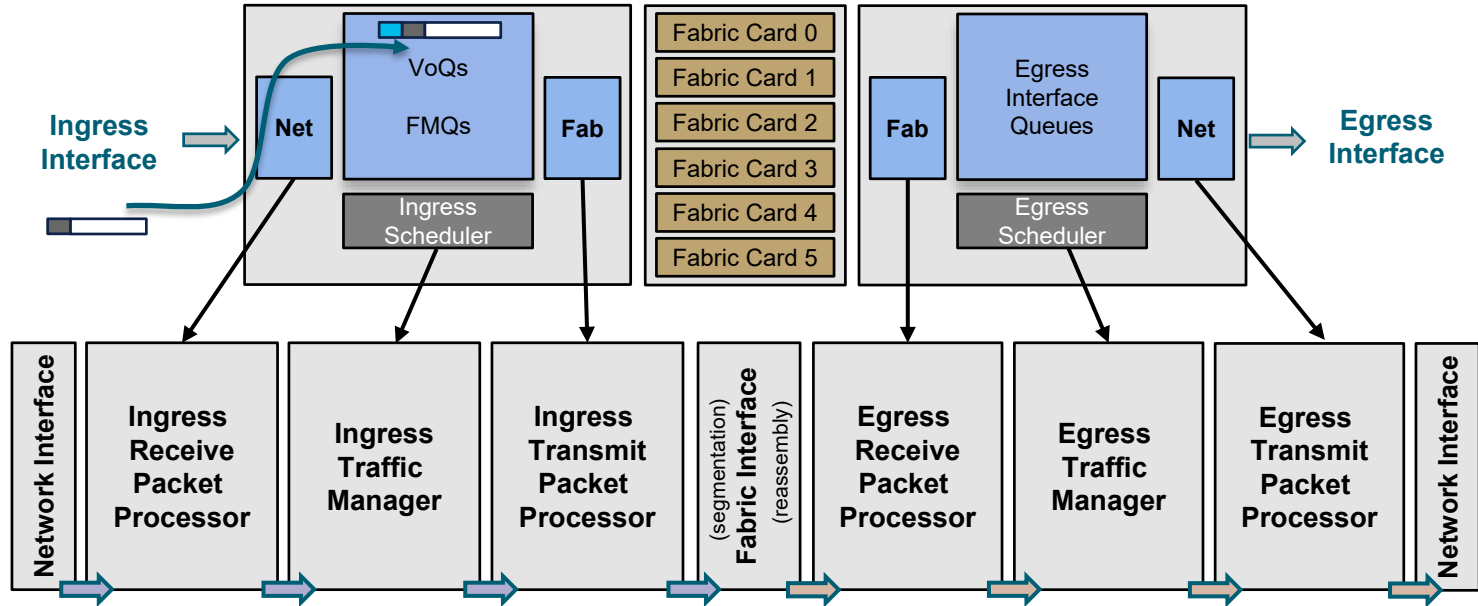 Ingress
Interface
Net
VoQs
FMQs
Fab
Ingress
Scheduler
Fabric Card 0
Fabric Card 1
Fabric Card 2
Fabric Card 3
Fabric Card 4
Fabric Card 5
Fab
Egress
Interface
Queues
Net
Egress
Scheduler
Egress
Interface
Network Interface
Ingress
Receive
Packet
Processor
Ingress
Traffic
Manager
Ingress
Transmit
Packet
Processor
(segmentation)
Fabric Interface
(reassembly)
Egress
Receive
Packet
Processor
Egress
Traffic
Manager
Egress
Transmit
Packet
Processor
Network Interface